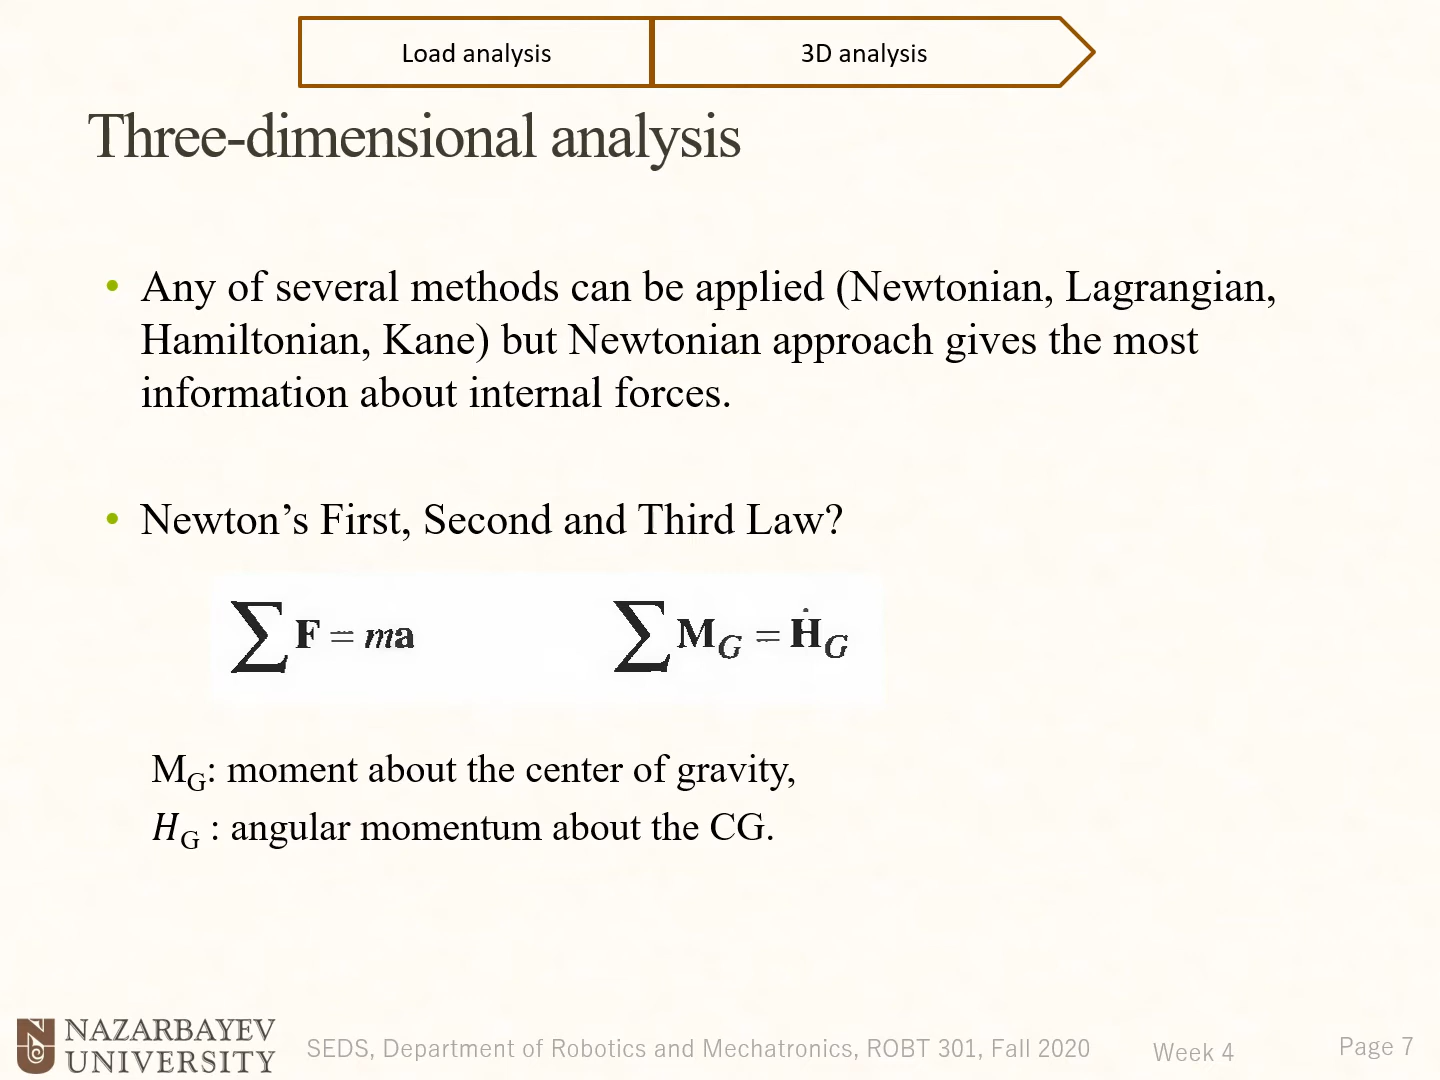 Load analysis
3D analysis
Three-dimensional analysis
• Any of several methods can be applied (Newtonian, Lagrangian,
Hamiltonian, Kane) but Newtonian approach gives the most
information about internal forces.
• Newton’s First, Second and Third Law?
∑F = ma
∑M_G = Ḣ_G
M_G: moment about the center of gravity,
H_G : angular momentum about the CG.
NAZARBAYEV
UNIVERSITY
SEDS, Department of Robotics and Mechatronics, ROBT 301, Fall 2020
Week 4
Page 7